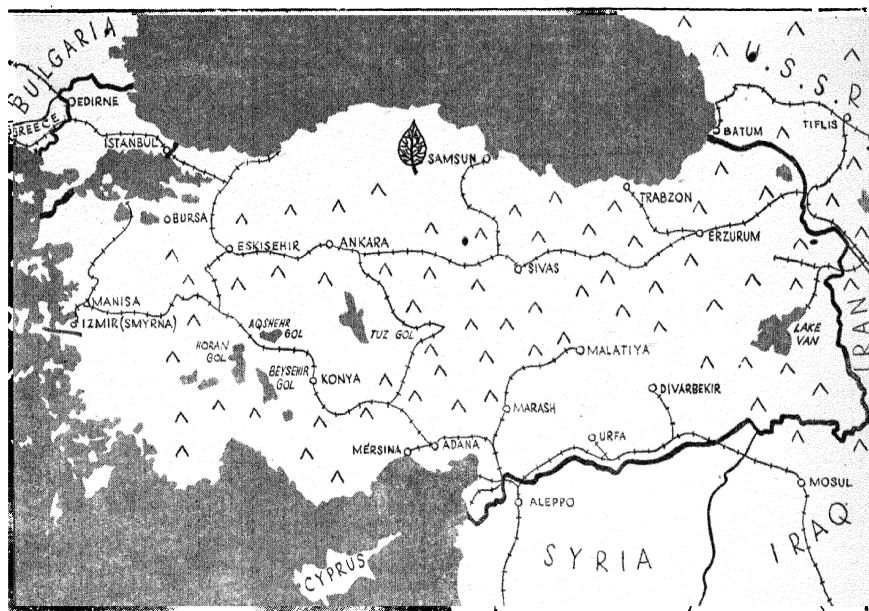 BULGARIA
U.S.S.R
GREECE
EDIRNE
ISTANBUL
BATUM
TIFLIS
SAMSUN
TRABZON
BURSA
ESKISEHIR
ANKARA
SIVAS
ERZURUM
MANISA
IZMIR (SMYRNA)
AQSHEHR
GOL
TUZ GOL
LAKE
VAN
IRAN
HORAN
GOL
BEYSEHIR
GOL
KONYA
MALATIYA
DIVARBEKIR
MARASH
URFA
MERSINA
ADANA
ALEPPO
MOSUL
CYPRUS
SYRIA
IRAQ